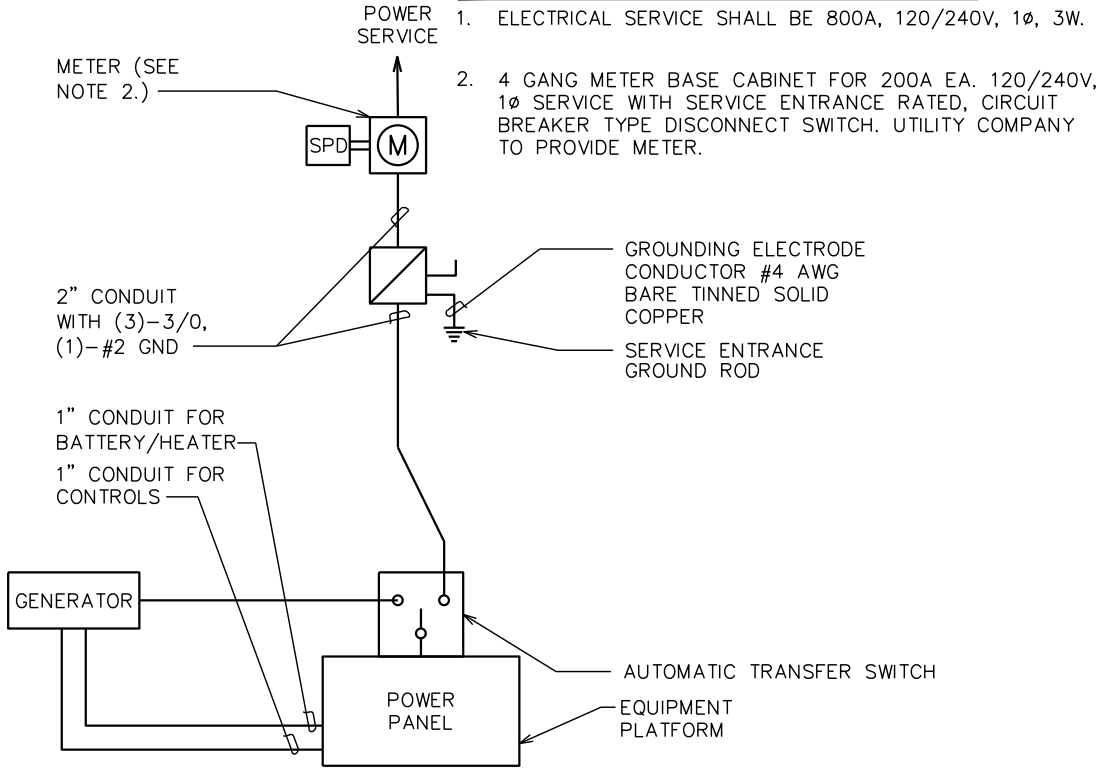 POWER
SERVICE
1. ELECTRICAL SERVICE SHALL BE 800A, 120/240V, 1ø, 3W.
METER (SEE
NOTE 2.)
2. 4 GANG METER BASE CABINET FOR 200A EA. 120/240V,
1ø SERVICE WITH SERVICE ENTRANCE RATED, CIRCUIT
BREAKER TYPE DISCONNECT SWITCH. UTILITY COMPANY
TO PROVIDE METER.
SPD
M
GROUNDING ELECTRODE
CONDUCTOR #4 AWG
BARE TINNED SOLID
COPPER
2" CONDUIT
WITH (3)-3/0,
(1)-#2 GND
SERVICE ENTRANCE
GROUND ROD
1" CONDUIT FOR
BATTERY/HEATER
1" CONDUIT FOR
CONTROLS
GENERATOR
AUTOMATIC TRANSFER SWITCH
POWER
PANEL
EQUIPMENT
PLATFORM